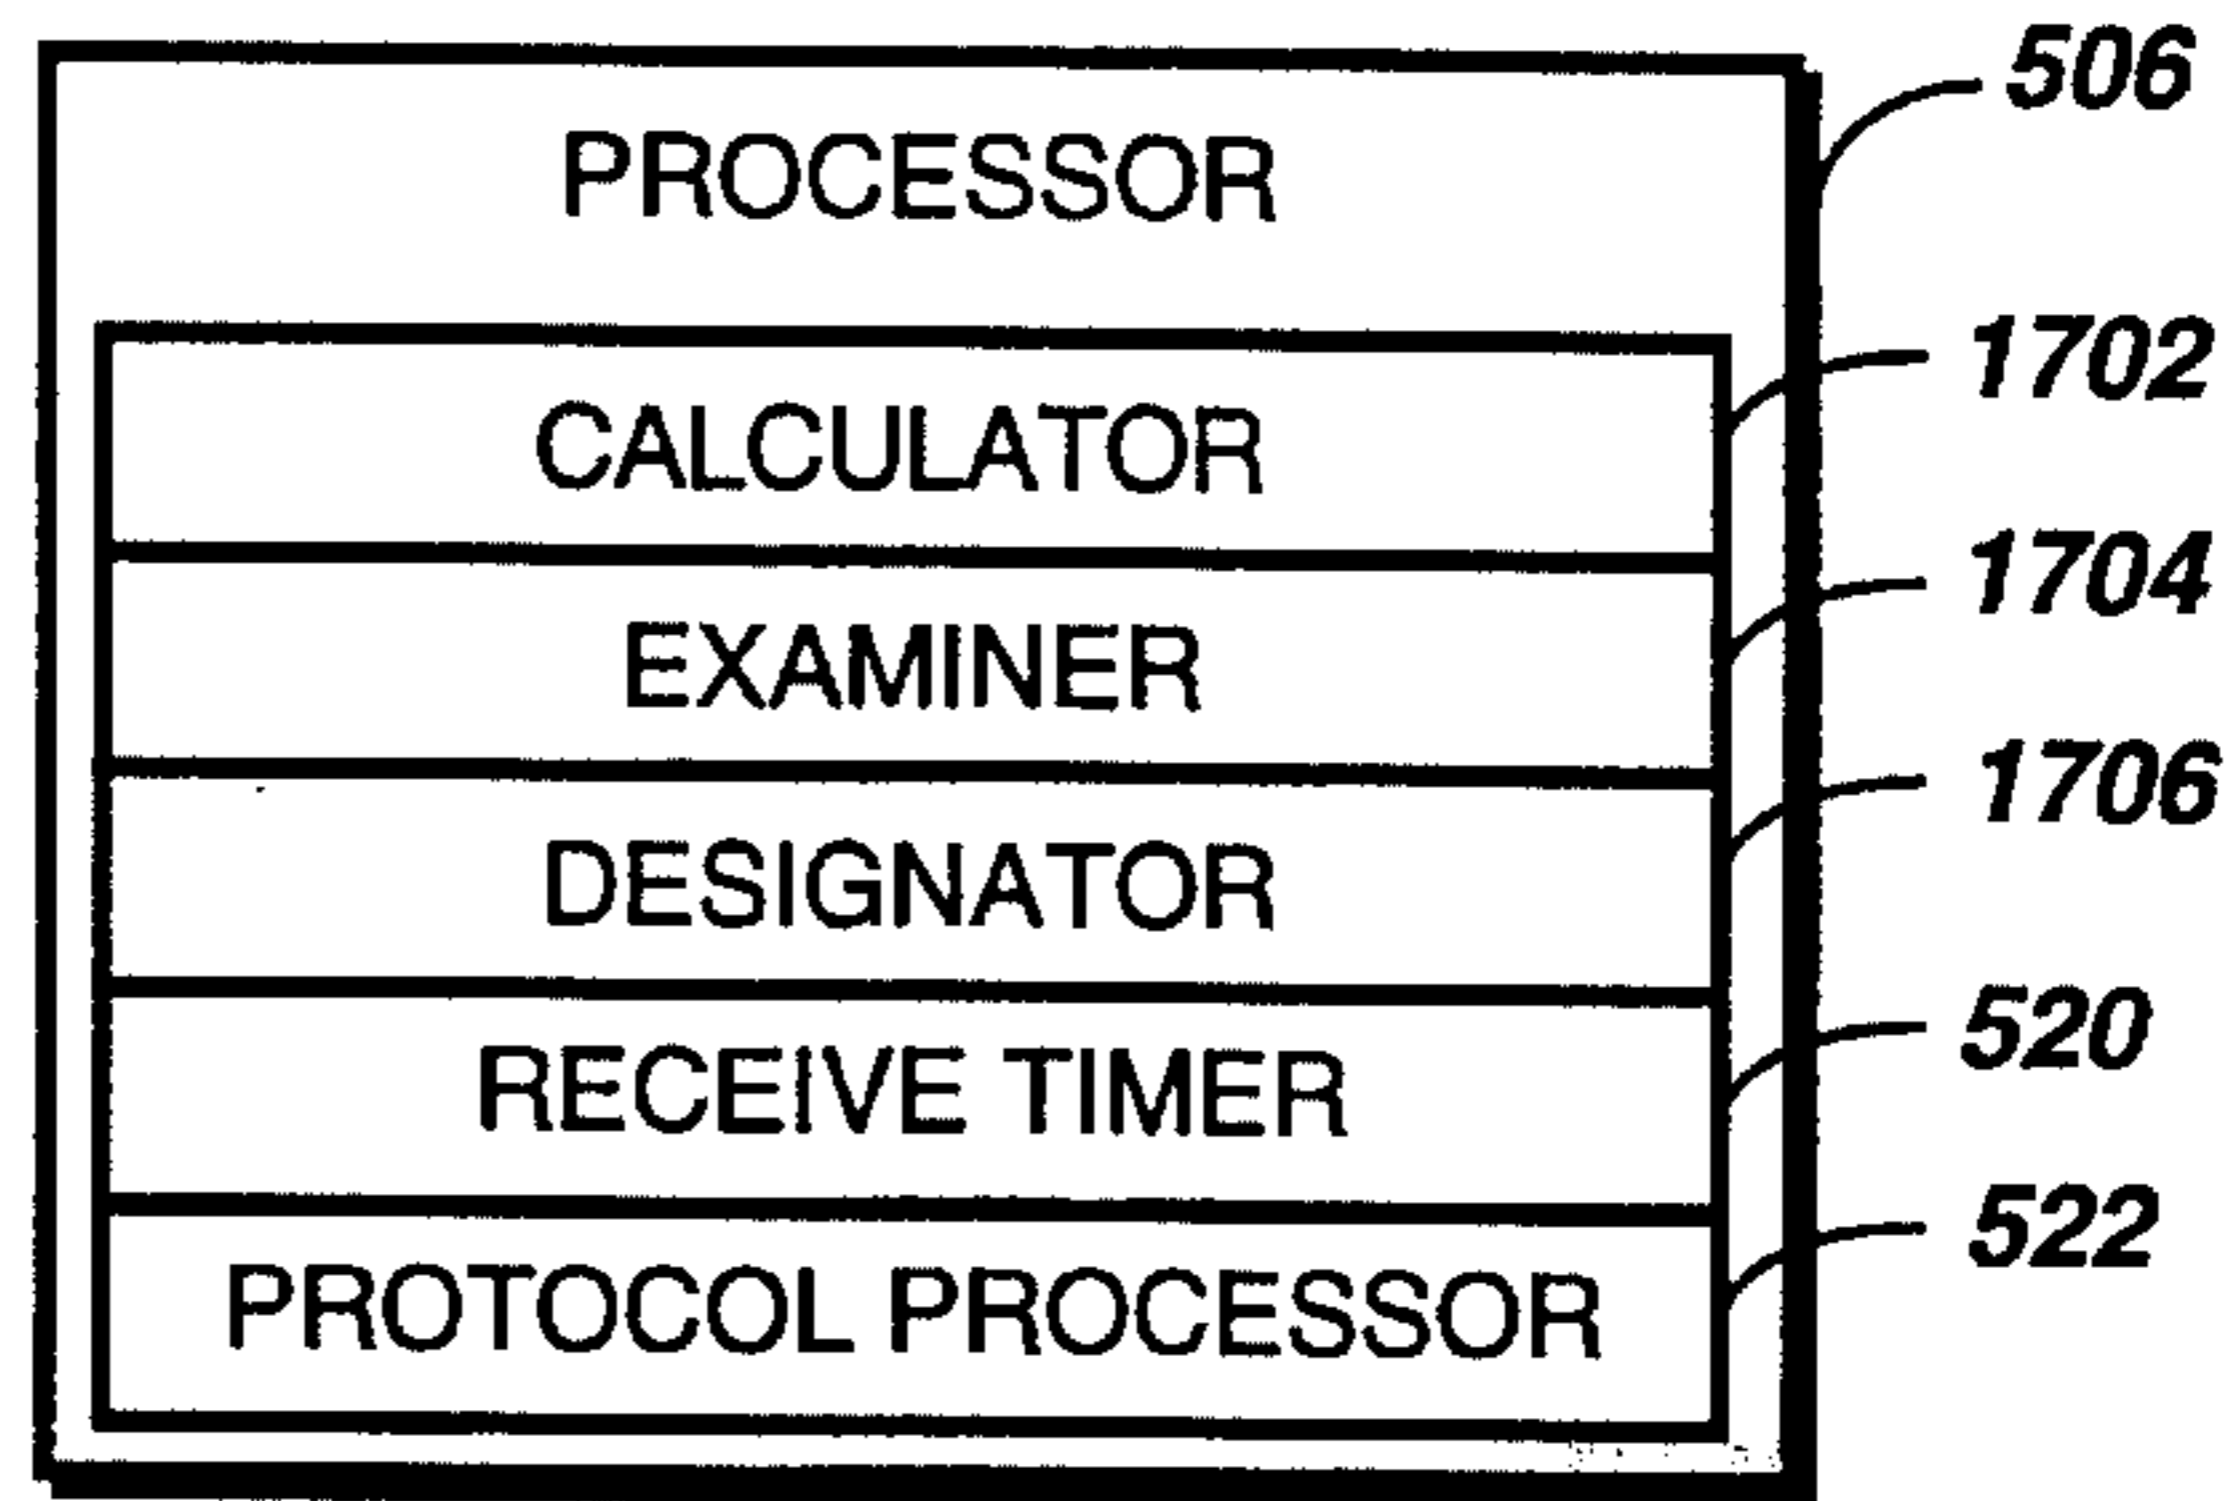 PROCESSOR
506
CALCULATOR
1702
EXAMINER
1704
DESIGNATOR
1706
RECEIVE TIMER
520
PROTOCOL PROCESSOR
522